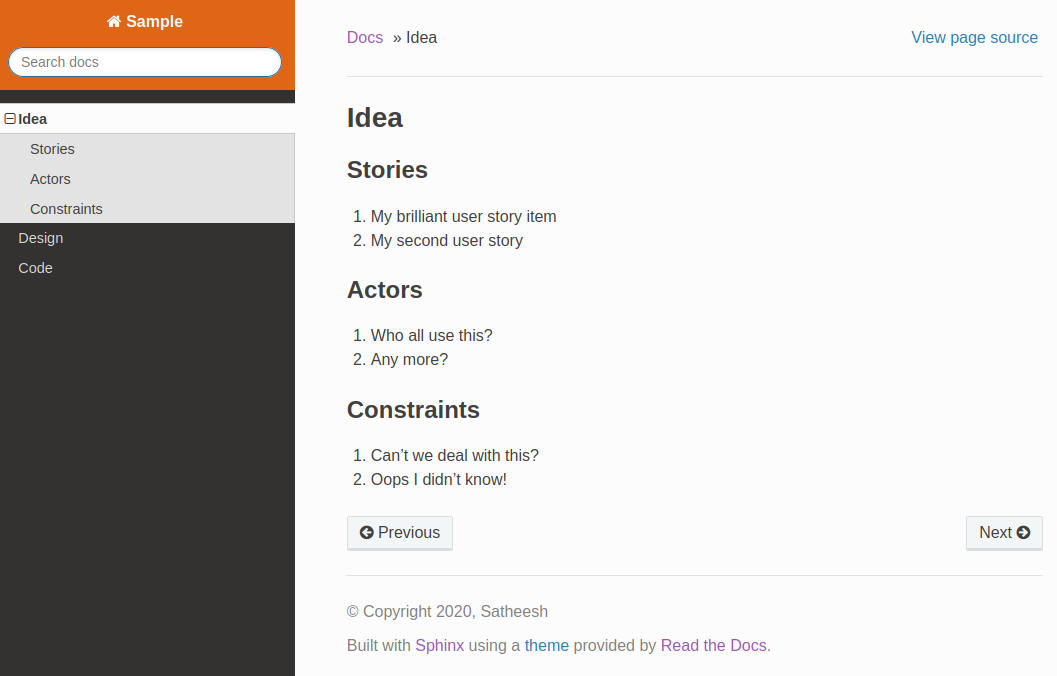 Sample
Search docs
Idea
Stories
Actors
Constraints
Design
Code
Docs » Idea
View page source
Idea
Stories
1. My brilliant user story item
2. My second user story
Actors
1. Who all use this?
2. Any more?
Constraints
1. Can’t we deal with this?
2. Oops I didn’t know!
Previous
Next
© Copyright 2020, Satheesh
Built with Sphinx using a theme provided by Read the Docs.